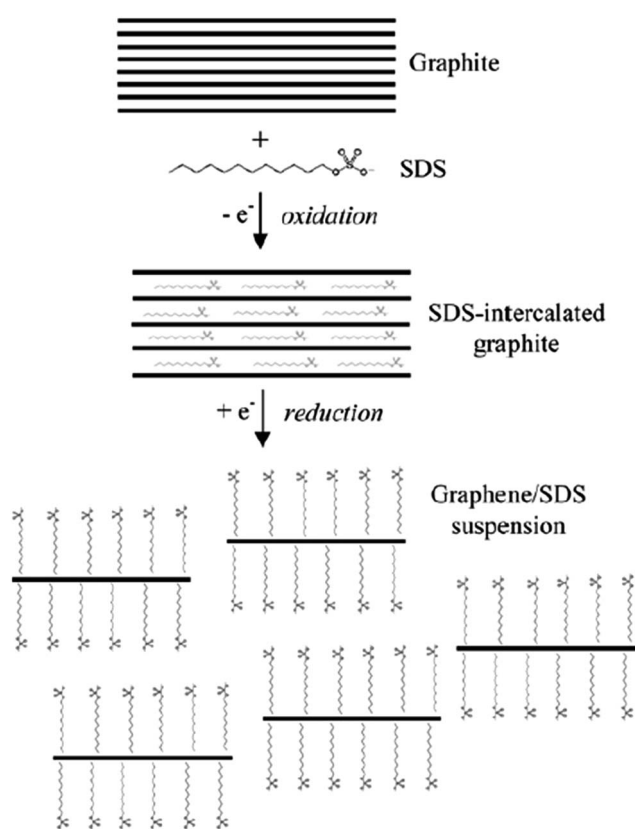 Graphite
+
SDS
- e⁻ oxidation
SDS-intercalated
graphite
+ e⁻ reduction
Graphene/SDS
suspension